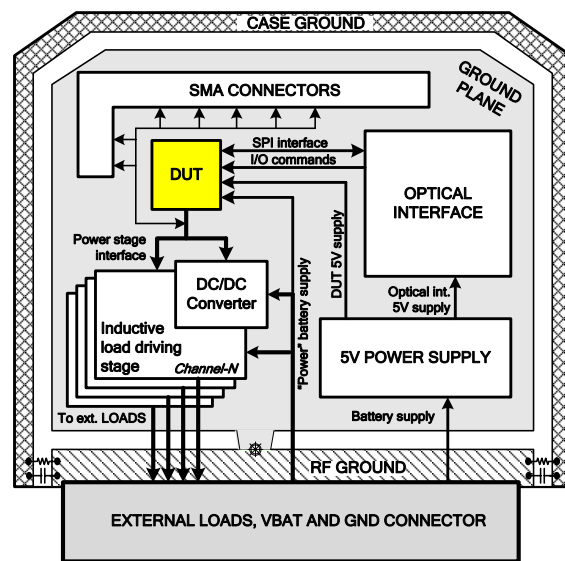 CASE GROUND
GROUND
PLANE
SMA CONNECTORS
SPI interface
I/O commands
DUT
OPTICAL
INTERFACE
Power stage
interface
DC/DC
Converter
"Power" battery supply
DUT 5V supply
Optical int.
5V supply
Inductive
load driving
stage
Channel-N
5V POWER SUPPLY
To ext. LOADS
Battery supply
RF GROUND
EXTERNAL LOADS, VBAT AND GND CONNECTOR